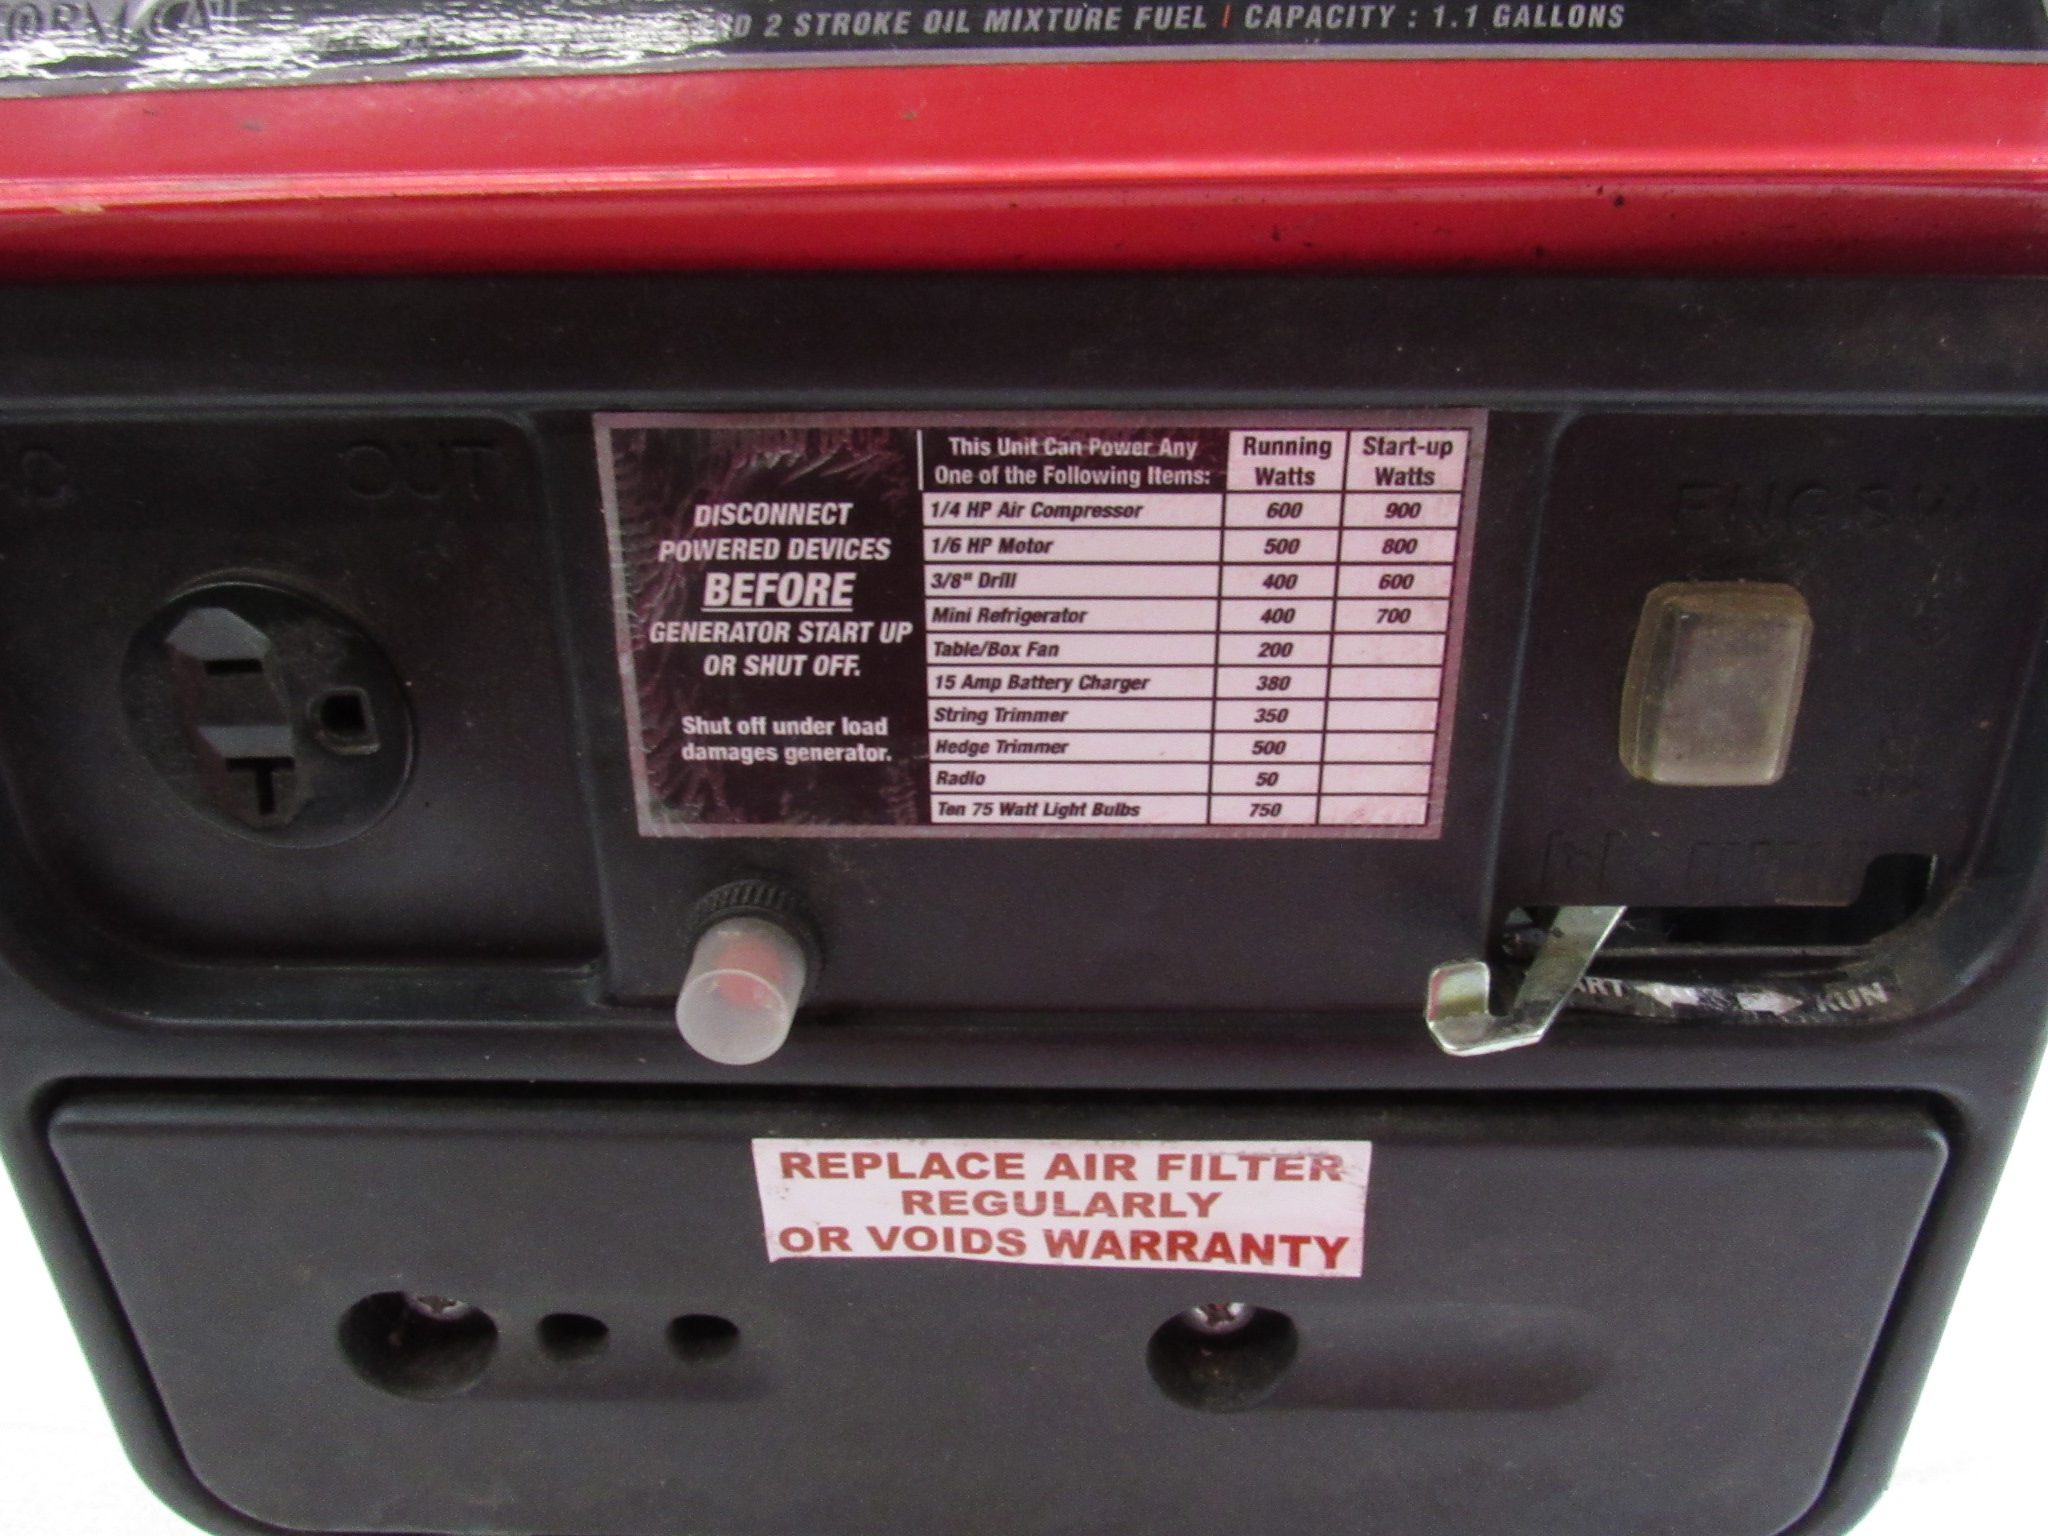 2 STROKE OIL MIXTURE FUEL | CAPACITY : 1.1 GALLONS
OUT
DISCONNECT
POWERED DEVICES
BEFORE
GENERATOR START UP
OR SHUT OFF.
Shut off under load
damages generator.
This Unit Can Power Any One of the Following Items: Running Watts Start-up Watts
1/4 HP Air Compressor 600 900
1/6 HP Motor 500 800
3/8" Drill 400 600
Mini Refrigerator 400 700
Table/Box Fan 200
15 Amp Battery Charger 380
String Trimmer 350
Hedge Trimmer 500
Radio 50
Ten 75 Watt Light Bulbs 750
RUN
REPLACE AIR FILTER
REGULARLY
OR VOIDS WARRANTY